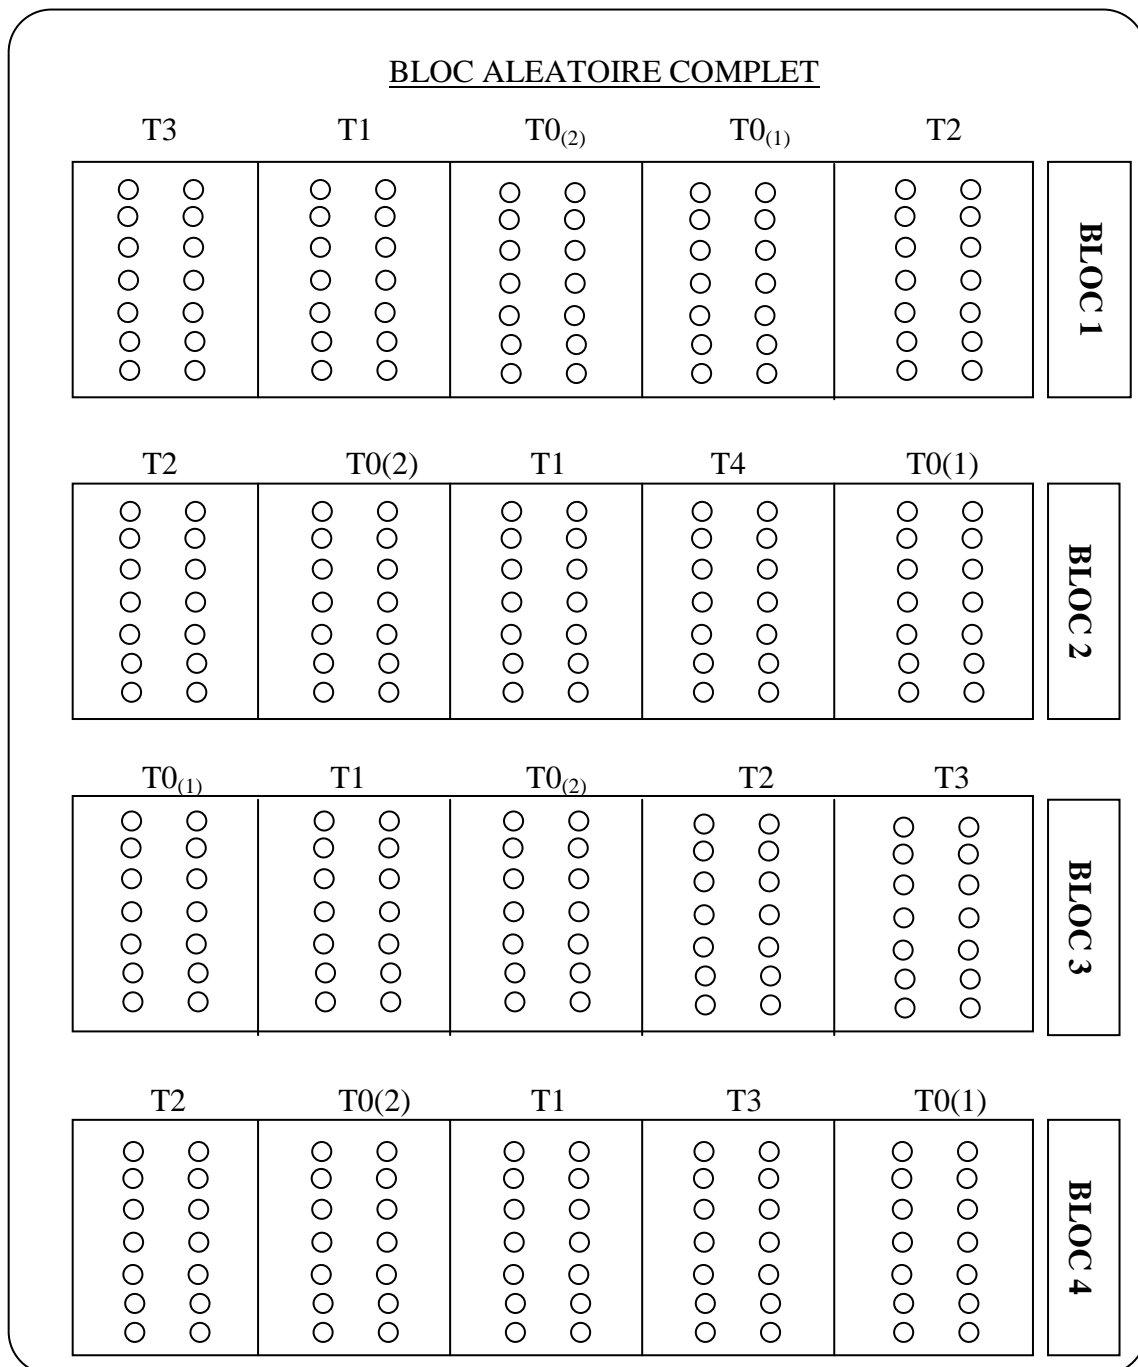 BLOC ALEATOIRE COMPLET
T3 T1 T0(2) T0(1) T2
BLOC 1
T2 T0(2) T1 T4 T0(1)
BLOC 2
T0(1) T1 T0(2) T2 T3
BLOC 3
T2 T0(2) T1 T3 T0(1)
BLOC 4